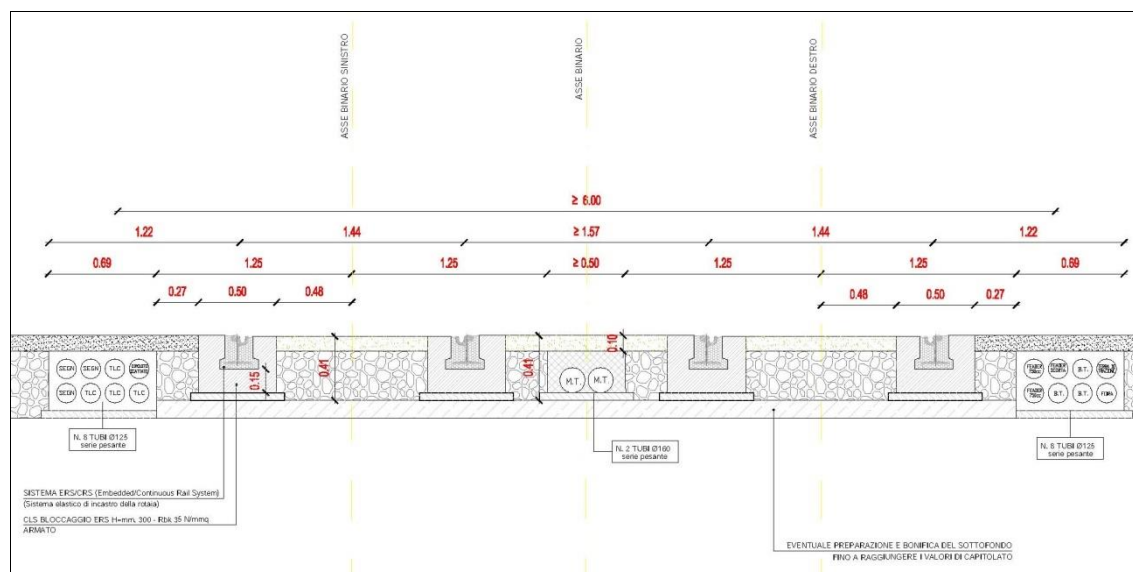 ASSE BINARIO SINISTRO
ASSE BINARIO
ASSE BINARIO DESTRO
≥ 6.00
1.22 1.44 ≥1.57 1.44 1.22
0.69 1.25 1.25 ≥0.50 1.25 1.25 0.69
0.27 0.50 0.48 0.48 0.50 0.27
0.41 0.15 0.41 0.10
SEGN SEGN TLC
SEGN TLC TLC TLC
M.T. M.T.
B.T.
B.T. B.T. FIBRA
N. 8 TUBI Ø125
serie pesante
N. 2 TUBI Ø160
serie pesante
N. 8 TUBI Ø125
serie pesante
SISTEMA ERS/CRS (Embedded/Continuous Rail System)
(Sistema elastico di incastro della rotaia)
CLS BLOCCAGGIO ERS H=mm. 300 - Rbk 35 N/mmq
ARMATO
EVENTUALE PREPARAZIONE E BONIFICA DEL SOTTOFONDO
FINO A RAGGIUNGERE I VALORI DI CAPITOLATO